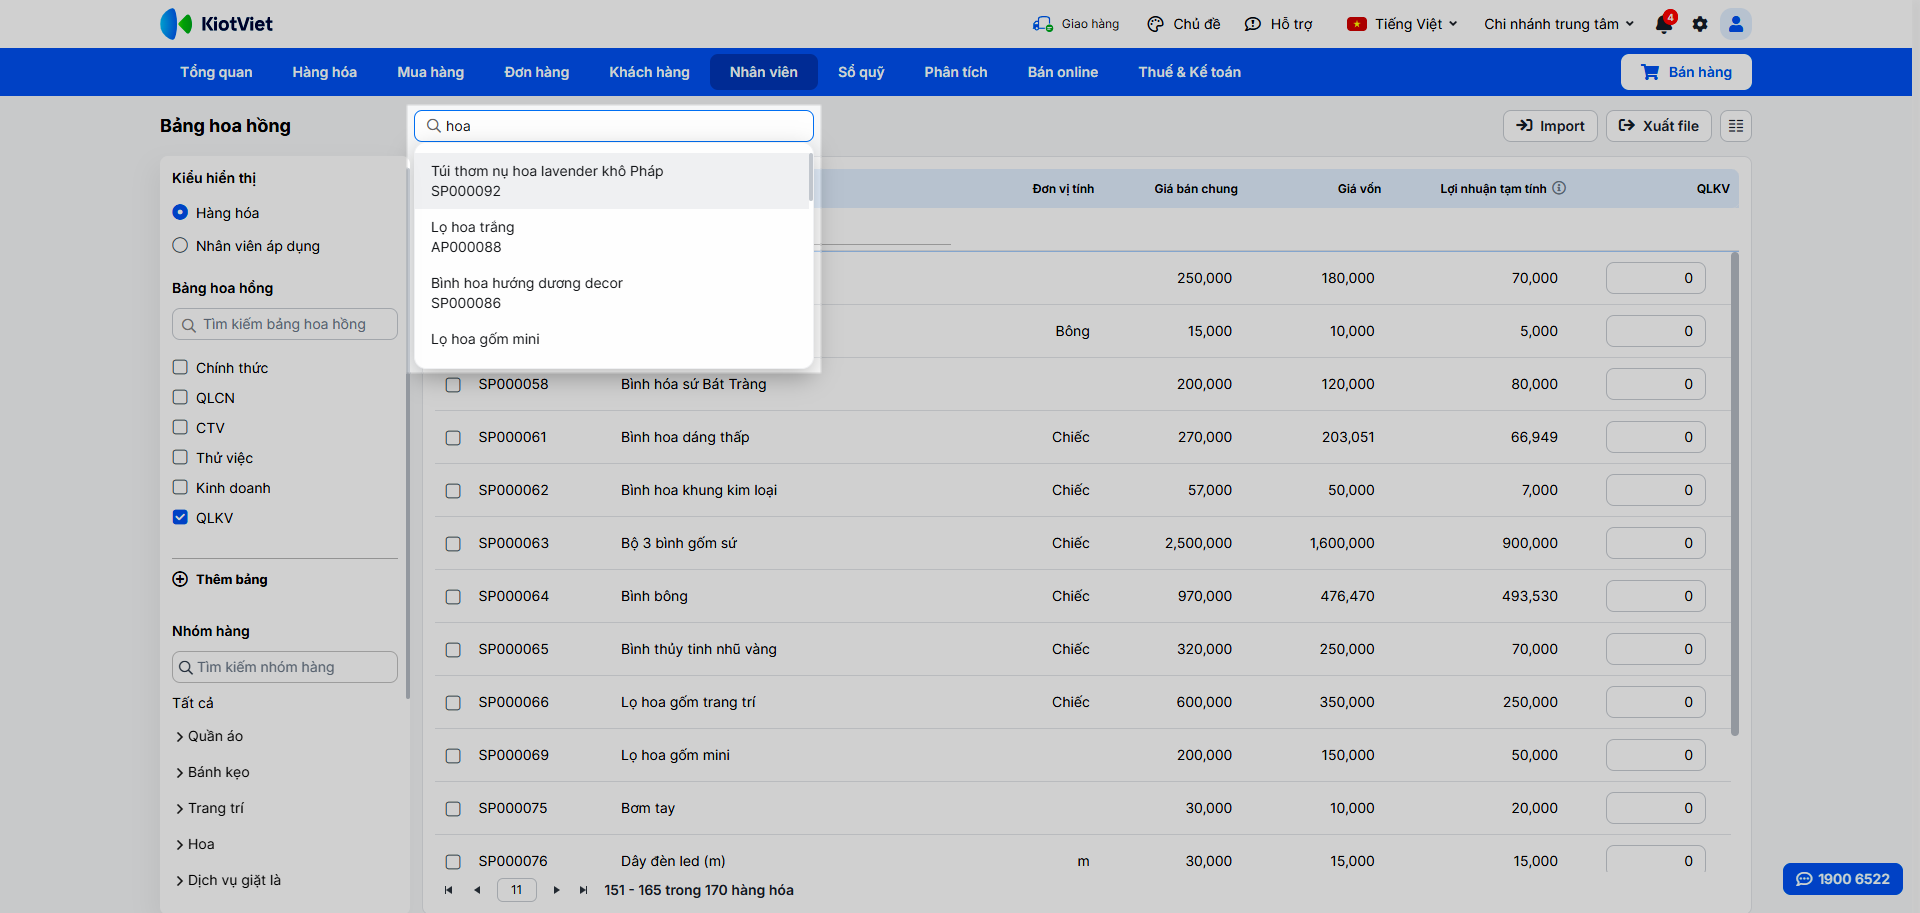 KiotViet
Giao hàng
Chủ đề
Hỗ trợ
Tiếng Việt
Chi nhánh trung tâm
4
Tổng quan
Hàng hóa
Mua hàng
Đơn hàng
Khách hàng
Nhân viên
Sổ quỹ
Phân tích
Bán online
Thuế & Kế toán
Bán hàng
Bảng hoa hồng
hoa
Import
Xuất file
Túi thơm nụ hoa lavender khô Pháp
SP000092
Lọ hoa trắng
AP000088
Bình hoa hướng dương decor
SP000086
Lọ hoa gốm mini
Kiểu hiển thị
Hàng hóa
Nhân viên áp dụng
Bảng hoa hồng
Tìm kiếm bảng hoa hồng
Chính thức
QLCN
CTV
Thử việc
Kinh doanh
QLKV
Thêm bảng
Nhóm hàng
Tìm kiếm nhóm hàng
Tất cả
Quần áo
Bánh kẹo
Trang trí
Hoa
Dịch vụ giặt là
Đơn vị tính Giá bán chung Giá vốn Lợi nhuận tạm tính QLKV
250,000 180,000 70,000 0
Bông 15,000 10,000 5,000 0
SP000058 Bình hóa sứ Bát Tràng 200,000 120,000 80,000 0
SP000061 Bình hoa dáng thấp Chiếc 270,000 203,051 66,949 0
SP000062 Bình hoa khung kim loại Chiếc 57,000 50,000 7,000 0
SP000063 Bộ 3 bình gốm sứ Chiếc 2,500,000 1,600,000 900,000 0
SP000064 Bình bông Chiếc 970,000 476,470 493,530 0
SP000065 Bình thủy tinh nhũ vàng Chiếc 320,000 250,000 70,000 0
SP000066 Lọ hoa gốm trang trí Chiếc 600,000 350,000 250,000 0
SP000069 Lọ hoa gốm mini 200,000 150,000 50,000 0
SP000075 Bơm tay 30,000 10,000 20,000 0
SP000076 Dây đèn led (m) m 30,000 15,000 15,000 0
11 151 - 165 trong 170 hàng hóa
1900 6522